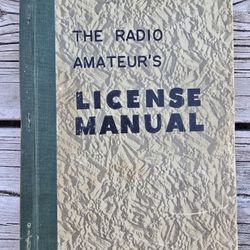 THE RADIO
AMATEUR'S
LICENSE
MANUAL